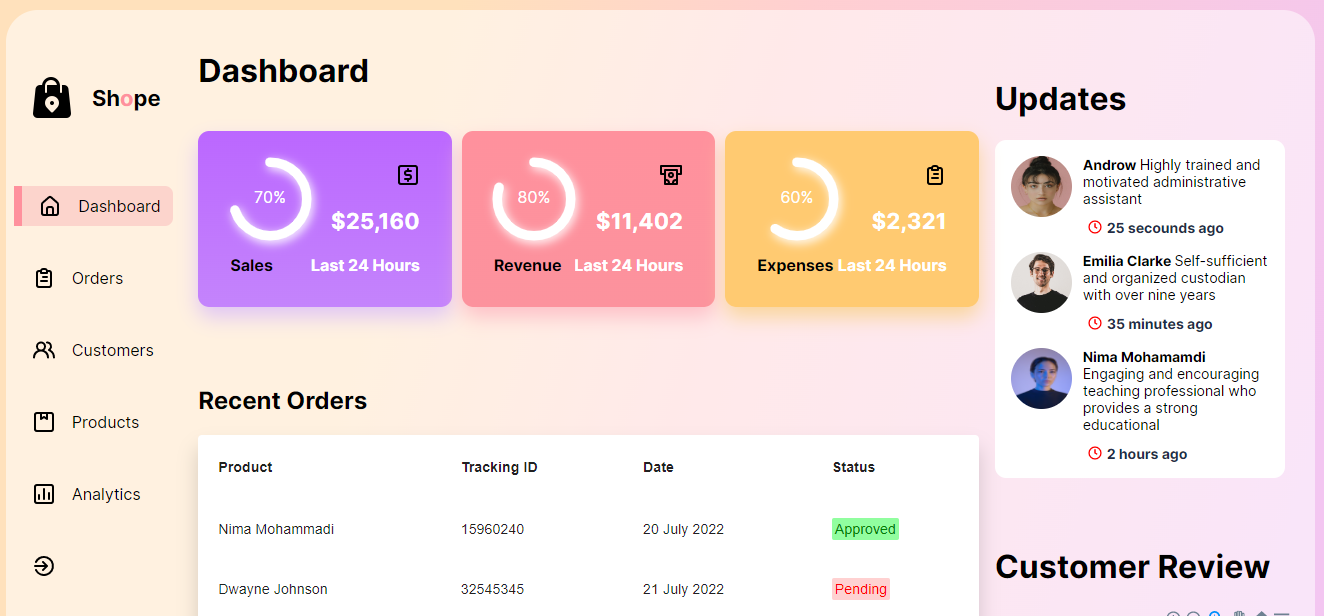 Shope
Dashboard
Orders
Customers
Products
Analytics
Dashboard
70%
$25,160
Sales
Last 24 Hours
80%
$11,402
Revenue
Last 24 Hours
60%
$2,321
Expenses
Last 24 Hours
Recent Orders
Product Tracking ID Date Status
Nima Mohammadi 15960240 20 July 2022 Approved
Dwayne Johnson 32545345 21 July 2022 Pending
Updates
Androw Highly trained and
motivated administrative
assistant
25 secounds ago
Emilia Clarke Self-sufficient
and organized custodian
with over nine years
35 minutes ago
Nima Mohamamdi
Engaging and encouraging
teaching professional who
provides a strong
educational
2 hours ago
Customer Review